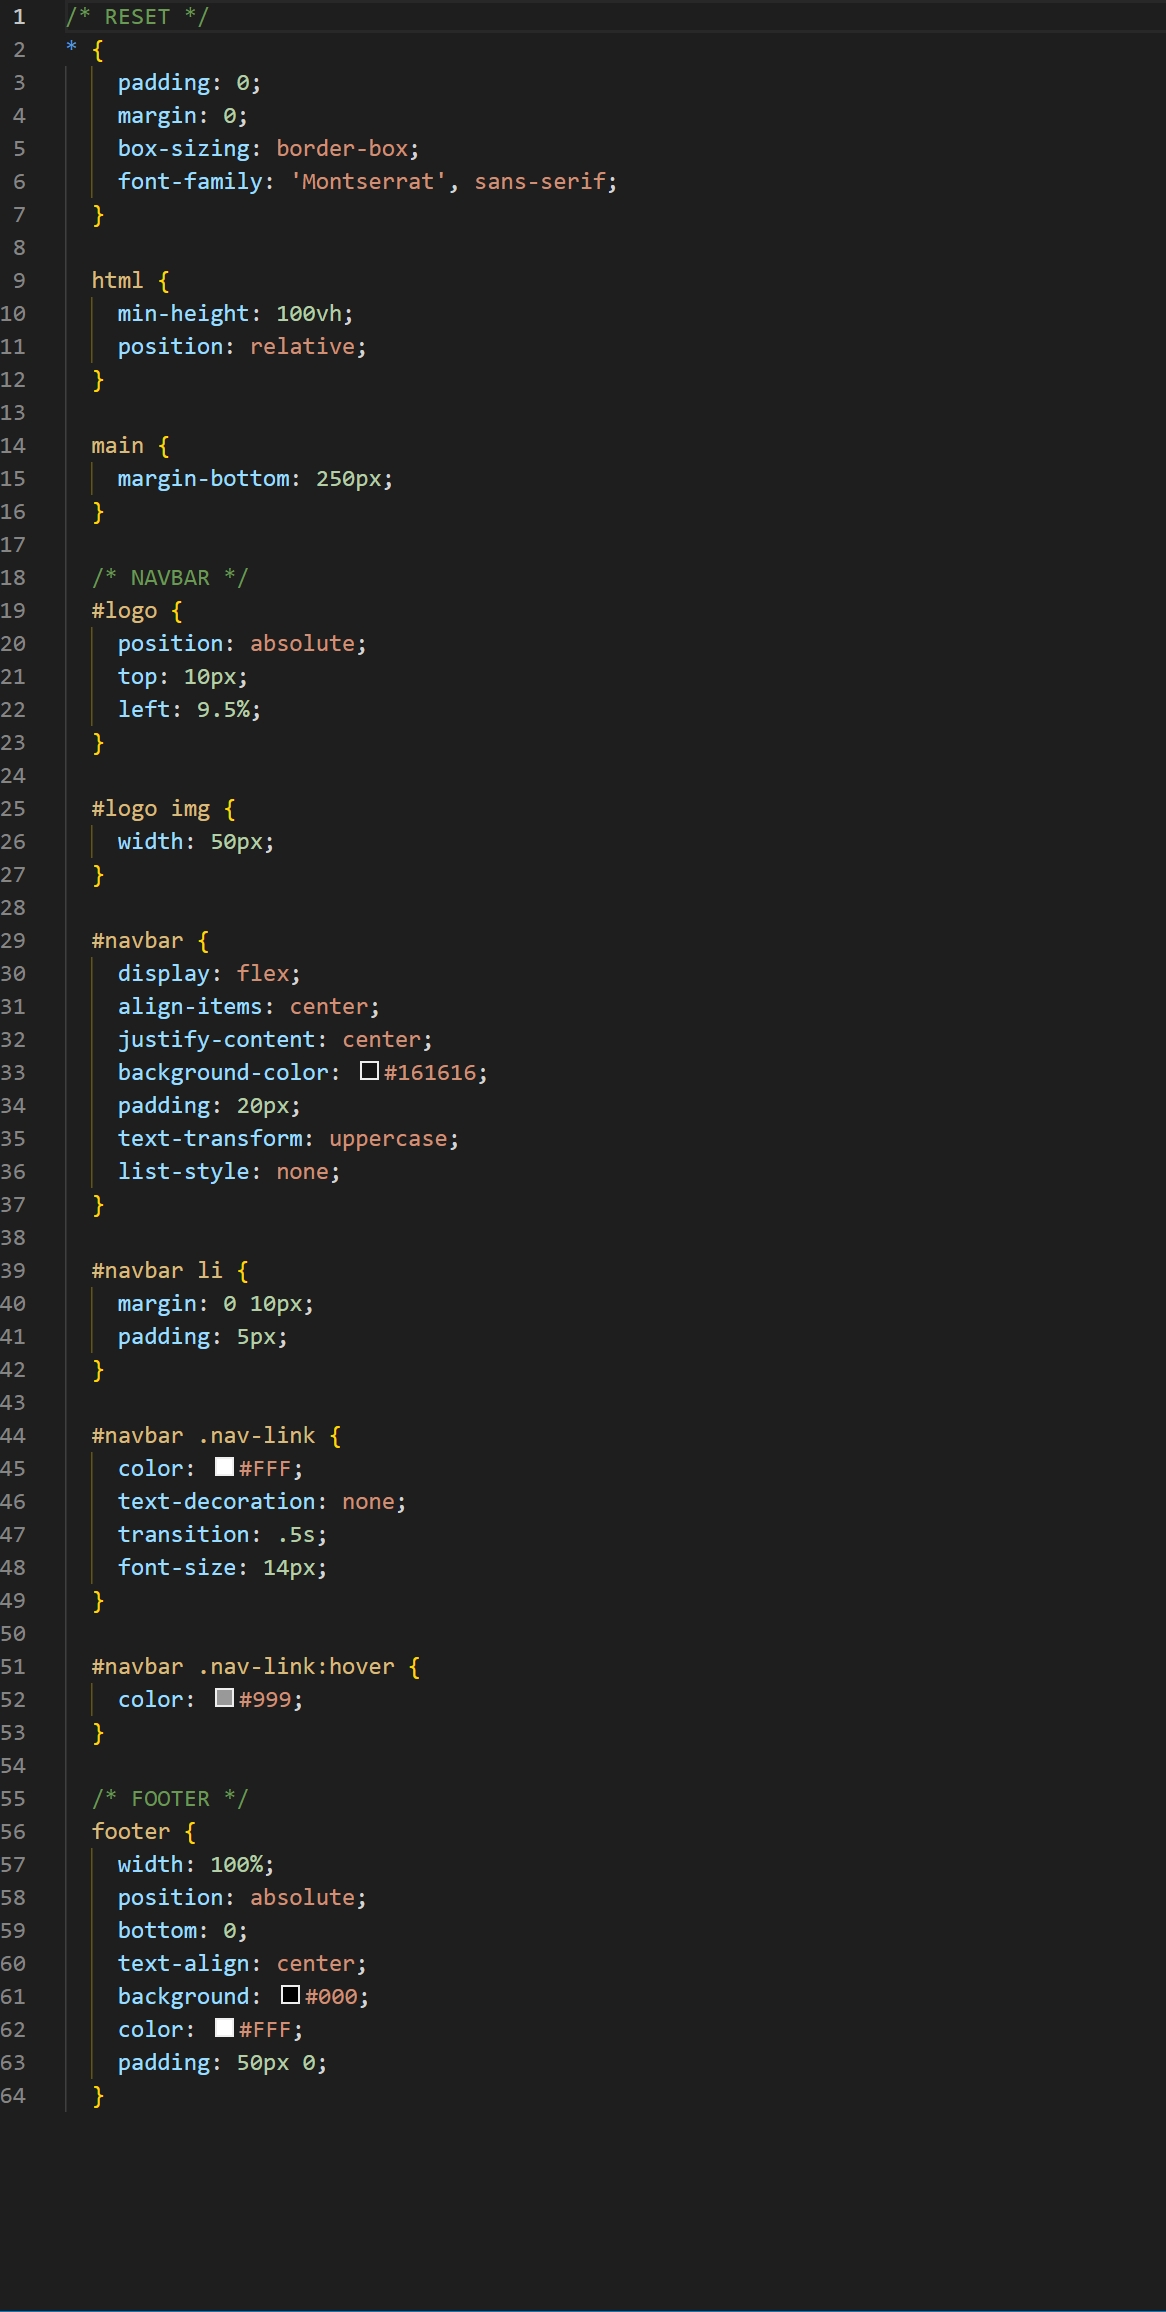 1 /* RESET */
2 * {
3 padding: 0;
4 margin: 0;
5 box-sizing: border-box;
6 font-family: 'Montserrat', sans-serif;
7 }
8
9 html {
10 min-height: 100vh;
11 position: relative;
12 }
13
14 main {
15 margin-bottom: 250px;
16 }
17
18 /* NAVBAR */
19 #logo {
20 position: absolute;
21 top: 10px;
22 left: 9.5%;
23 }
24
25 #logo img {
26 width: 50px;
27 }
28
29 #navbar {
30 display: flex;
31 align-items: center;
32 justify-content: center;
33 background-color: #161616;
34 padding: 20px;
35 text-transform: uppercase;
36 list-style: none;
37 }
38
39 #navbar li {
40 margin: 0 10px;
41 padding: 5px;
42 }
43
44 #navbar .nav-link {
45 color: #FFF;
46 text-decoration: none;
47 transition: .5s;
48 font-size: 14px;
49 }
50
51 #navbar .nav-link:hover {
52 color: #999;
53 }
54
55 /* FOOTER */
56 footer {
57 width: 100%;
58 position: absolute;
59 bottom: 0;
60 text-align: center;
61 background: #000;
62 color: #FFF;
63 padding: 50px 0;
64 }